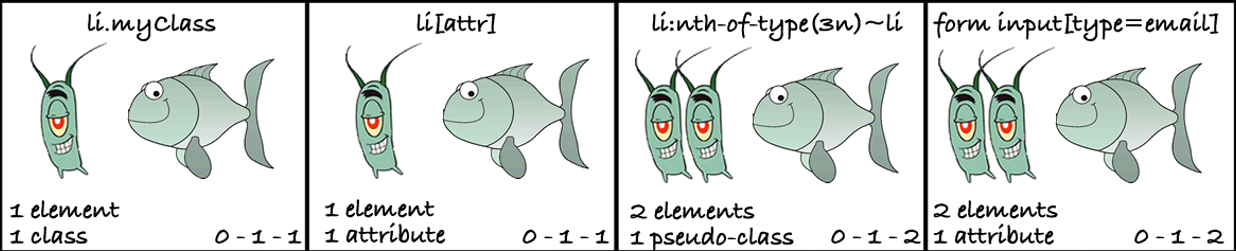 li.myClass
1 element
1 class
0-1-1
li[attr]
1 element
1 attribute
0-1-1
li:nth-of-type(3n)~li
2 elements
1 pseudo-class
0-1-2
form input[type=email]
2 elements
1 attribute
0-1-2